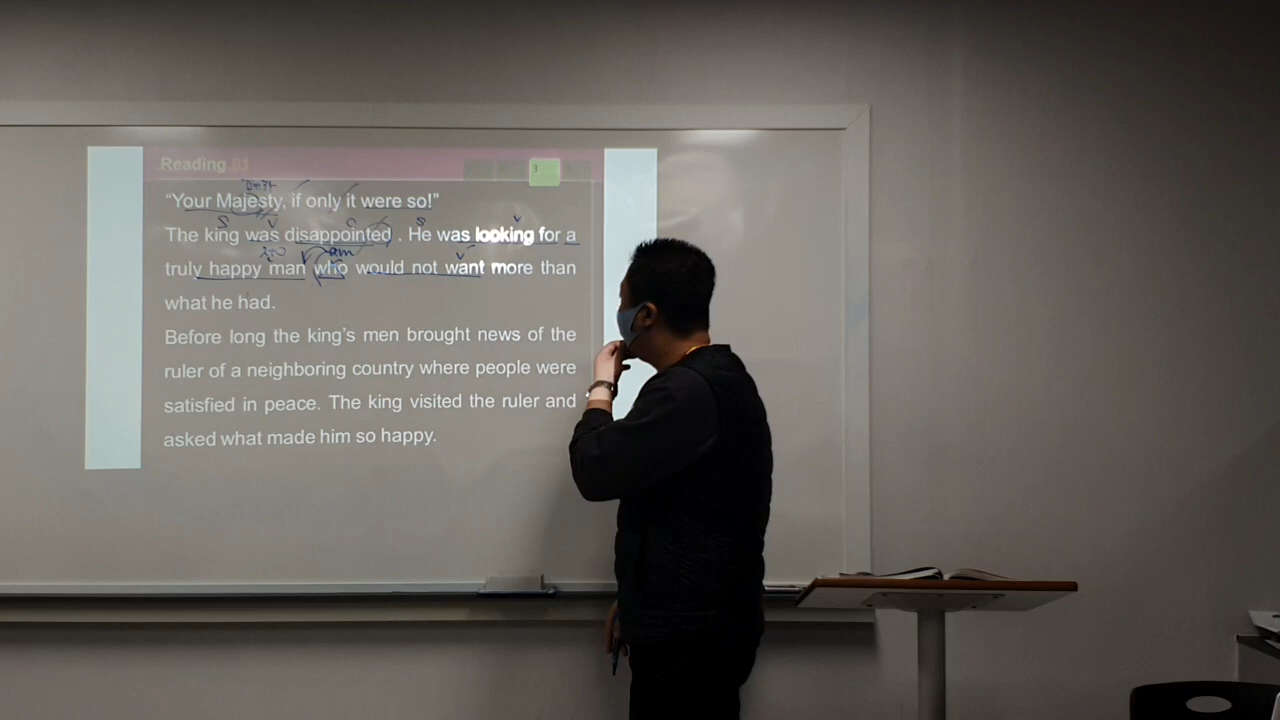 Reading 01
3
“Your Majesty, if only it were so!”
S V C S V
The king was disappointed . He was looking for a
V V
truly happy man who would not want more than
what he had.
Before long the king’s men brought news of the
ruler of a neighboring country where people were
satisfied in peace. The king visited the ruler and
asked what made him so happy.